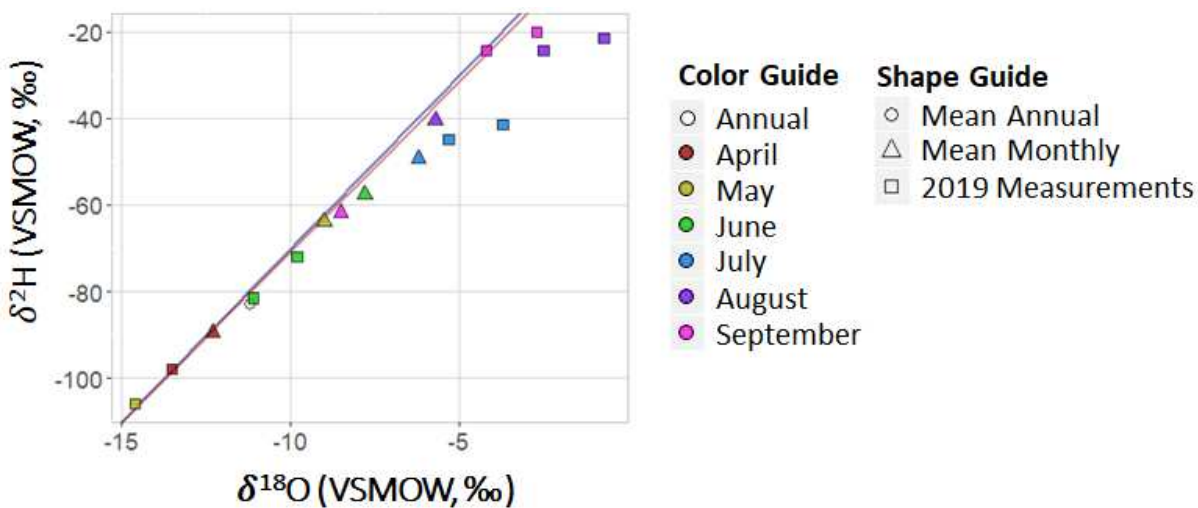 -20
-40
-60
-80
-100
-15
-10
-5
δ²H (VSMOW, ‰)
δ¹⁸O (VSMOW, ‰)
Color Guide
Annual
April
May
June
July
August
September
Shape Guide
Mean Annual
Mean Monthly
2019 Measurements